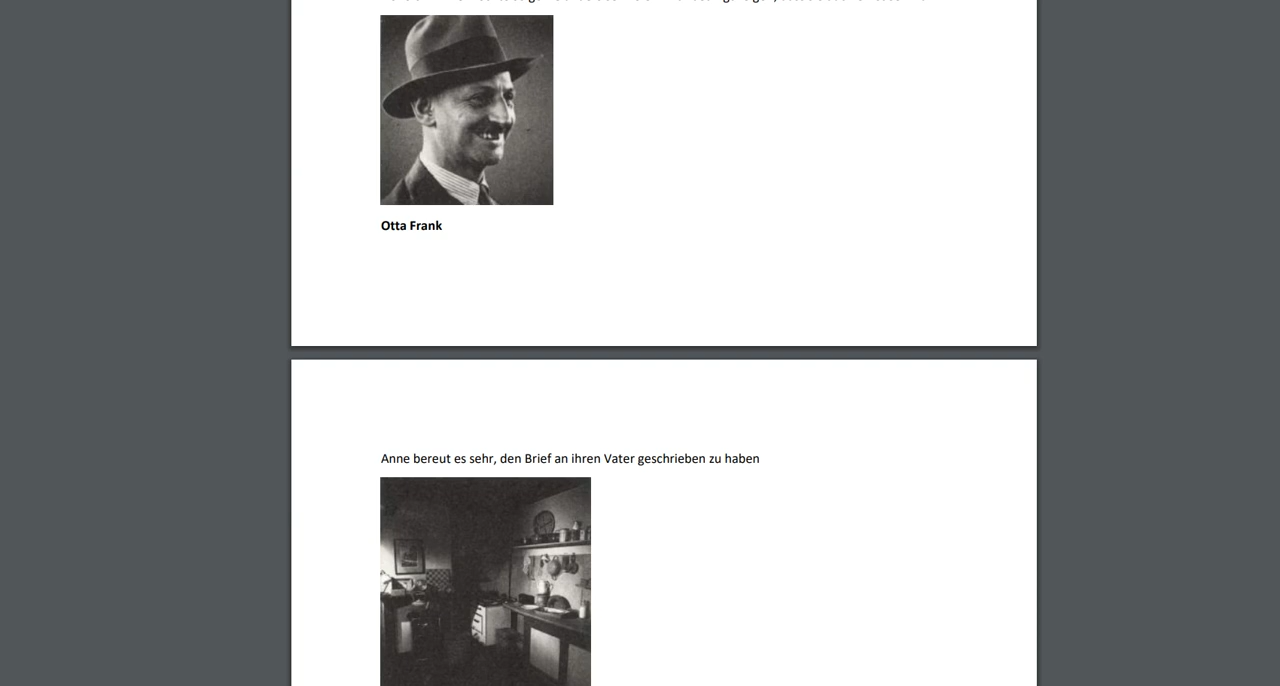 Otta Frank
Anne bereut es sehr, den Brief an ihren Vater geschrieben zu haben